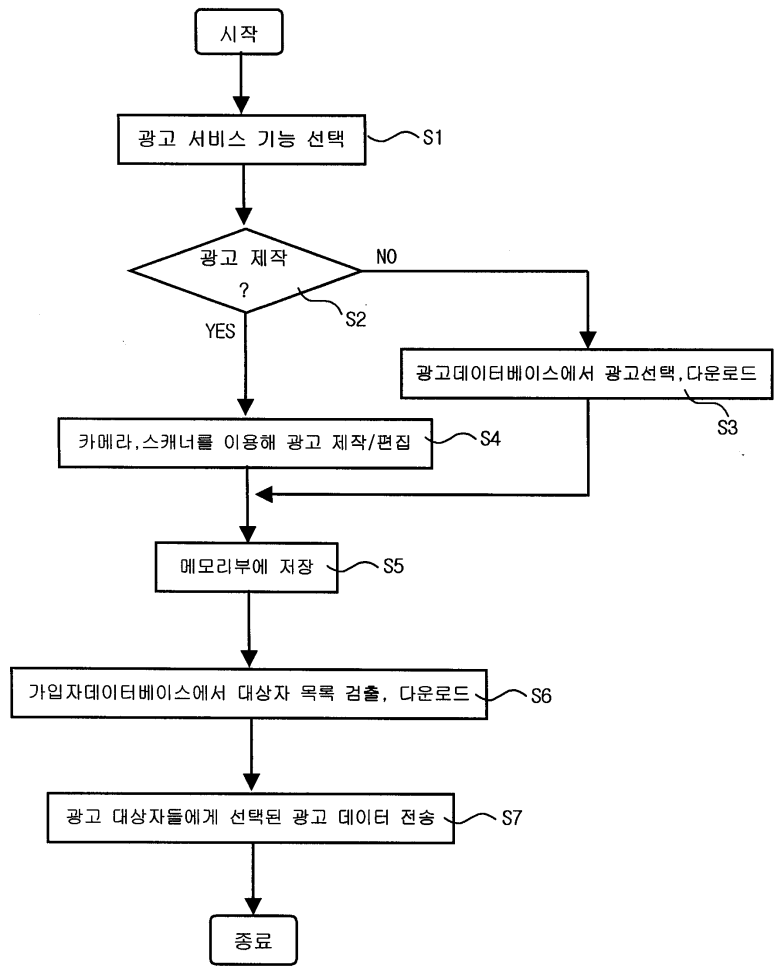 시작
광고 서비스 기능 선택
S1
광고 제작
?
NO
S2
YES
광고데이터베이스에서 광고선택,다운로드
S3
카메라,스캐너를 이용해 광고 제작/편집
S4
메모리부에 저장
S5
가입자데이터베이스에서 대상자 목록 검출, 다운로드
S6
광고 대상자들에게 선택된 광고 데이터 전송
S7
종료